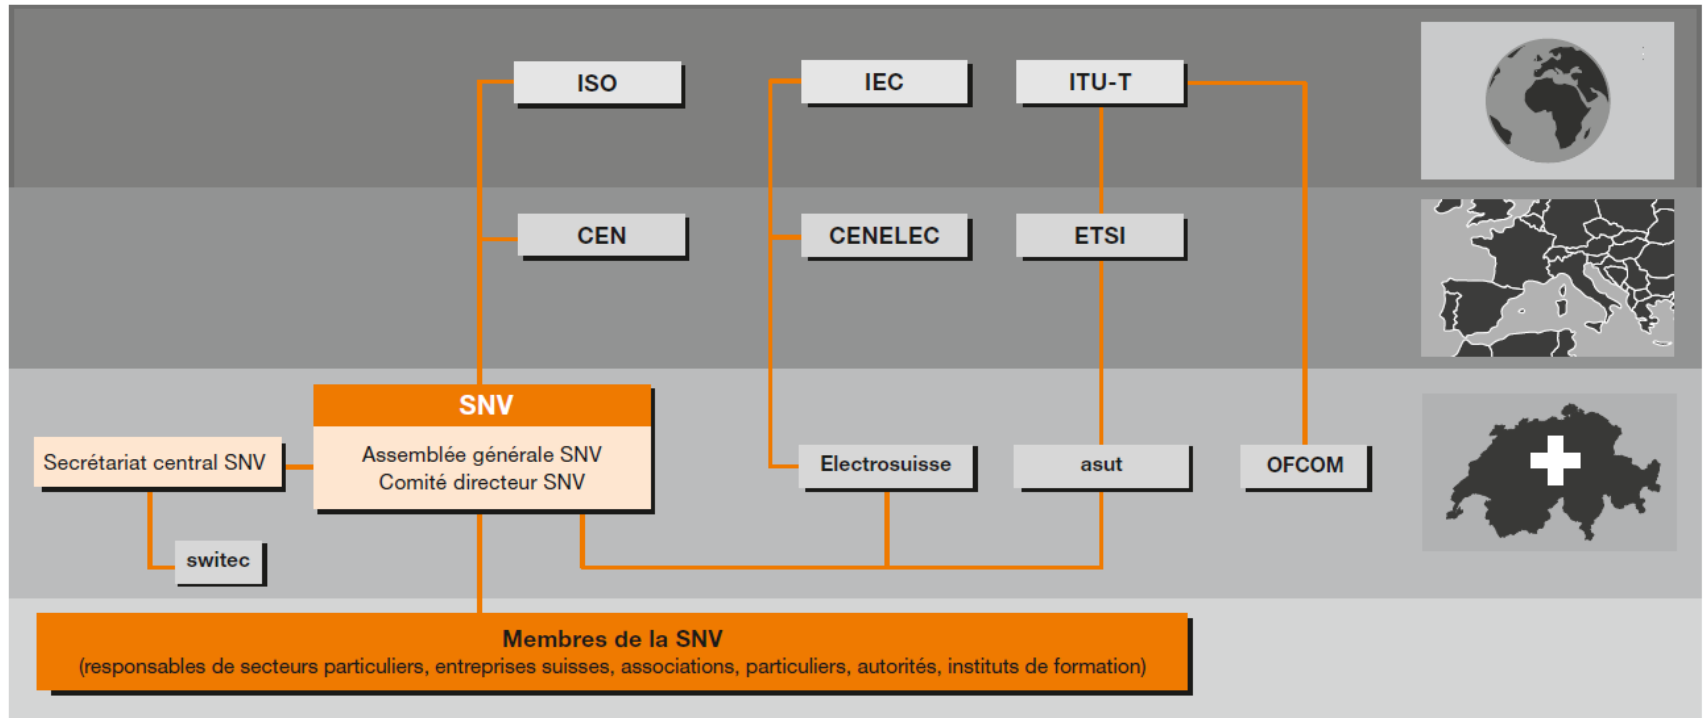 ISO
IEC
ITU-T
CEN
CENELEC
ETSI
SNV
Assemblée générale SNV
Comité directeur SNV
Secrétariat central SNV
Electrosuisse
asut
OFCOM
switec
Membres de la SNV
(responsables de secteurs particuliers, entreprises suisses, associations, particuliers, autorités, instituts de formation)